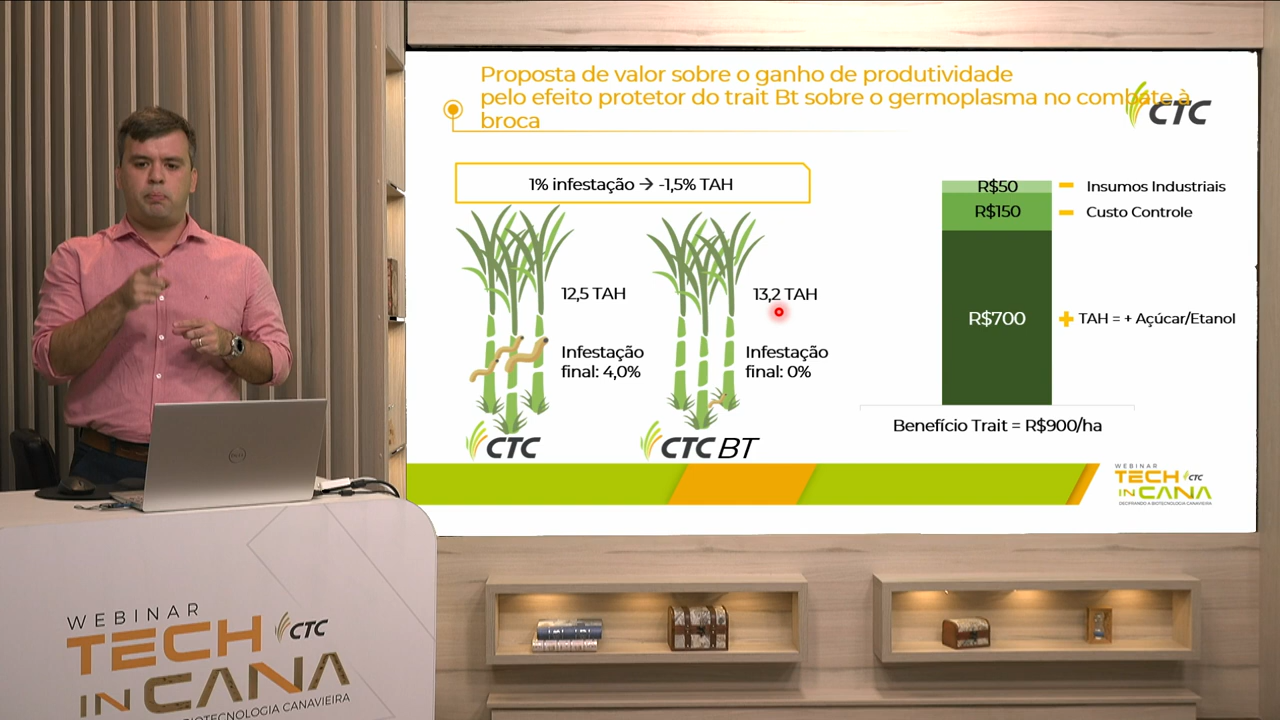 Proposta de valor sobre o ganho de produtividade
pelo efeito protetor do trait Bt sobre o germoplasma no combate à
broca
CTC
1% infestação → -1,5% TAH
12,5 TAH
Infestação
final: 4,0%
CTC
13,2 TAH
Infestação
final: 0%
CTC BT
R$50
Insumos Industriais
R$150
Custo Controle
R$700
TAH = + Açúcar/Etanol
Benefício Trait = R$900/ha
WEBINAR
TECH CTC
IN CANA
DECIFRANDO A BIOTECNOLOGIA CANAVIEIRA
DELL
WEBINAR
TECH CTC
IN CANA
BIOTECNOLOGIA CANAVIEIRA